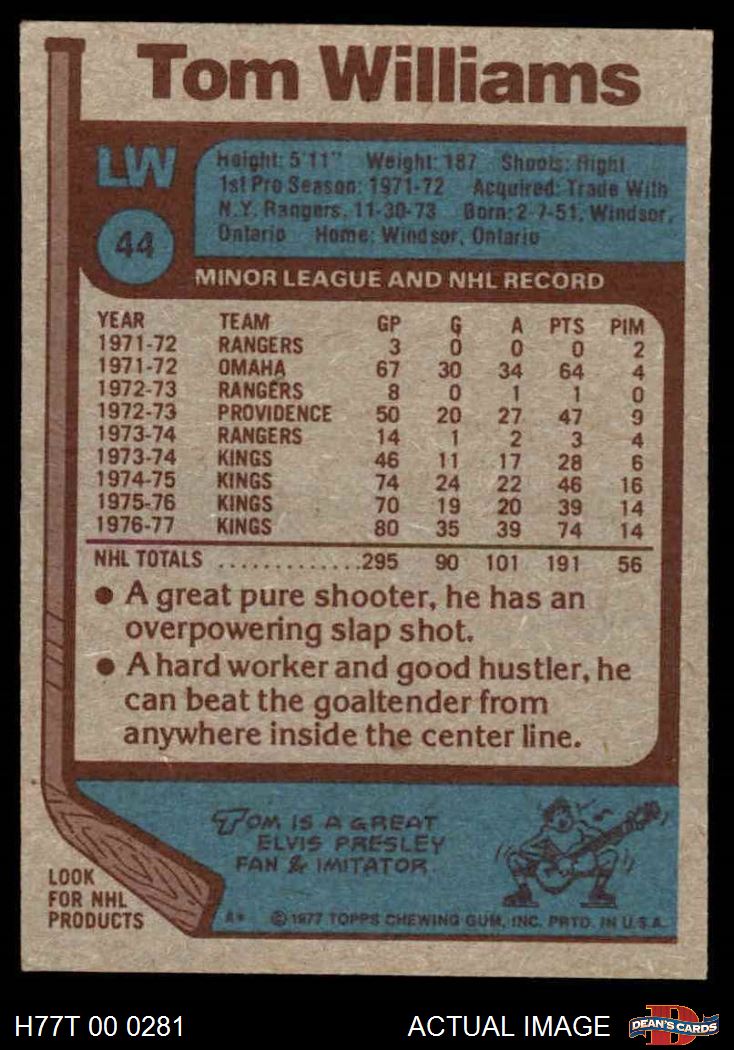 Tom Williams
LW
44
Height: 5'11" Weight: 187 Shoots: Right
1st Pro Season: 1971-72 Acquired: Trade With
N.Y. Rangers, 11-30-73 Born: 2-7-51, Windsor,
Ontario Home: Windsor, Ontario
MINOR LEAGUE AND NHL RECORD
YEAR TEAM GP G A PTS PIM
1971-72 RANGERS 3 0 0 0 2
1971-72 OMAHA 67 30 34 64 4
1972-73 RANGERS 8 0 1 1 0
1972-73 PROVIDENCE 50 20 27 47 9
1973-74 RANGERS 14 1 2 3 4
1973-74 KINGS 46 11 17 28 6
1974-75 KINGS 74 24 22 46 16
1975-76 KINGS 70 19 20 39 14
1976-77 KINGS 80 35 39 74 14
NHL TOTALS .............295 90 101 191 56
● A great pure shooter, he has an
overpowering slap shot.
● A hard worker and good hustler, he
can beat the goaltender from
anywhere inside the center line.
TOM IS A GREAT
ELVIS PRESLEY
FAN & IMITATOR.
LOOK
FOR NHL
PRODUCTS
A* © 1977 TOPPS CHEWING GUM, INC. PRTD. IN U.S.A.
H77T 00 0281 ACTUAL IMAGE
D DEAN'S CARDS